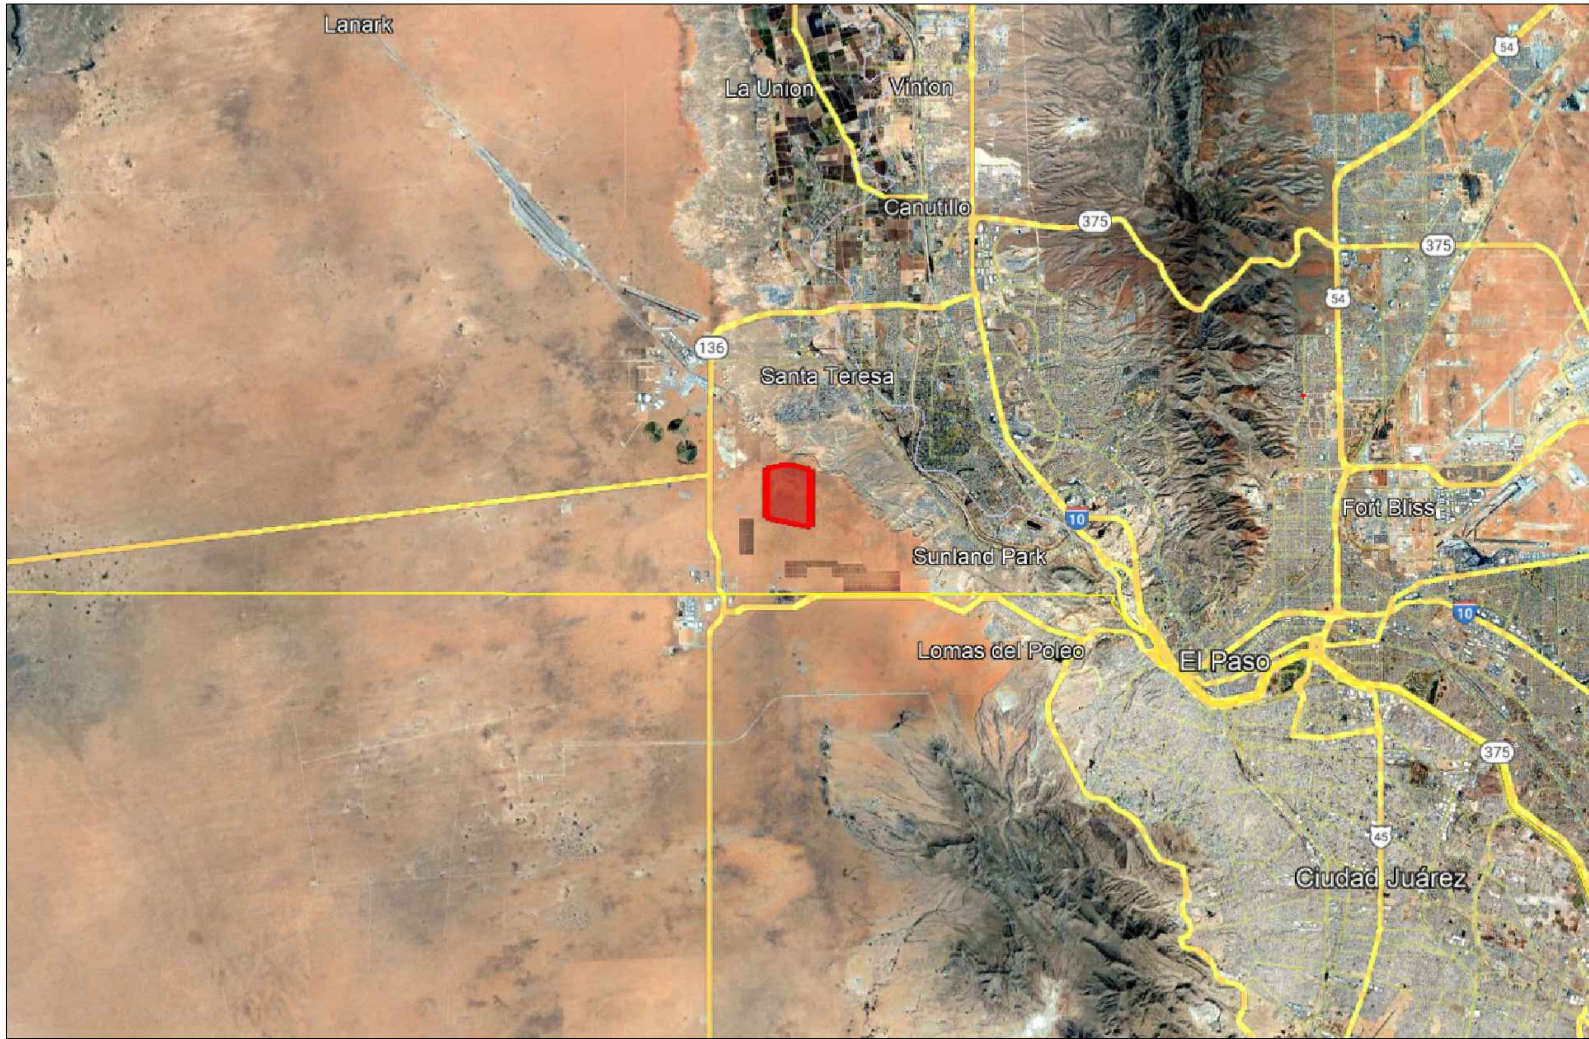 Lanark
54
La Union
Vinton
Canutillo
375
375
54
136
Santa Teresa
Fort Bliss
10
Sunland Park
10
Lomas del Poleo
El Paso
375
45
Ciudad Juárez